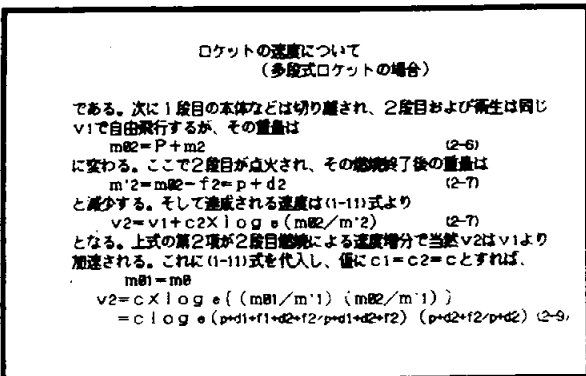 ロケットの速度について
(多段式ロケットの場合)
である。次に1段目の本体などは切り離され、2段目および衛星は同じ
v1で自由飛行するが、その重量は
m02=P+m2 (2-6)
に変わる。ここで2段目が点火され、その燃焼終了後の重量は
m'2=m02-f2=p+d2 (2-7)
と減少する。そして達成される速度は(1-11)式より
v2=v1+c2×loge(m02/m'2) (2-7)
となる。上式の第2項が2段目燃焼による速度増分で当然v2はv1より
加速される。これに(1-11)式を代入し、仮にc1=c2=cとすれば、
m01=m0
v2=c×loge{(m01/m'1)(m02/m'1)}
=cloge(p+d1+f1+d2+f2/p+d1+d2+f2)(p+d2+f2/p+d2)(2-9)